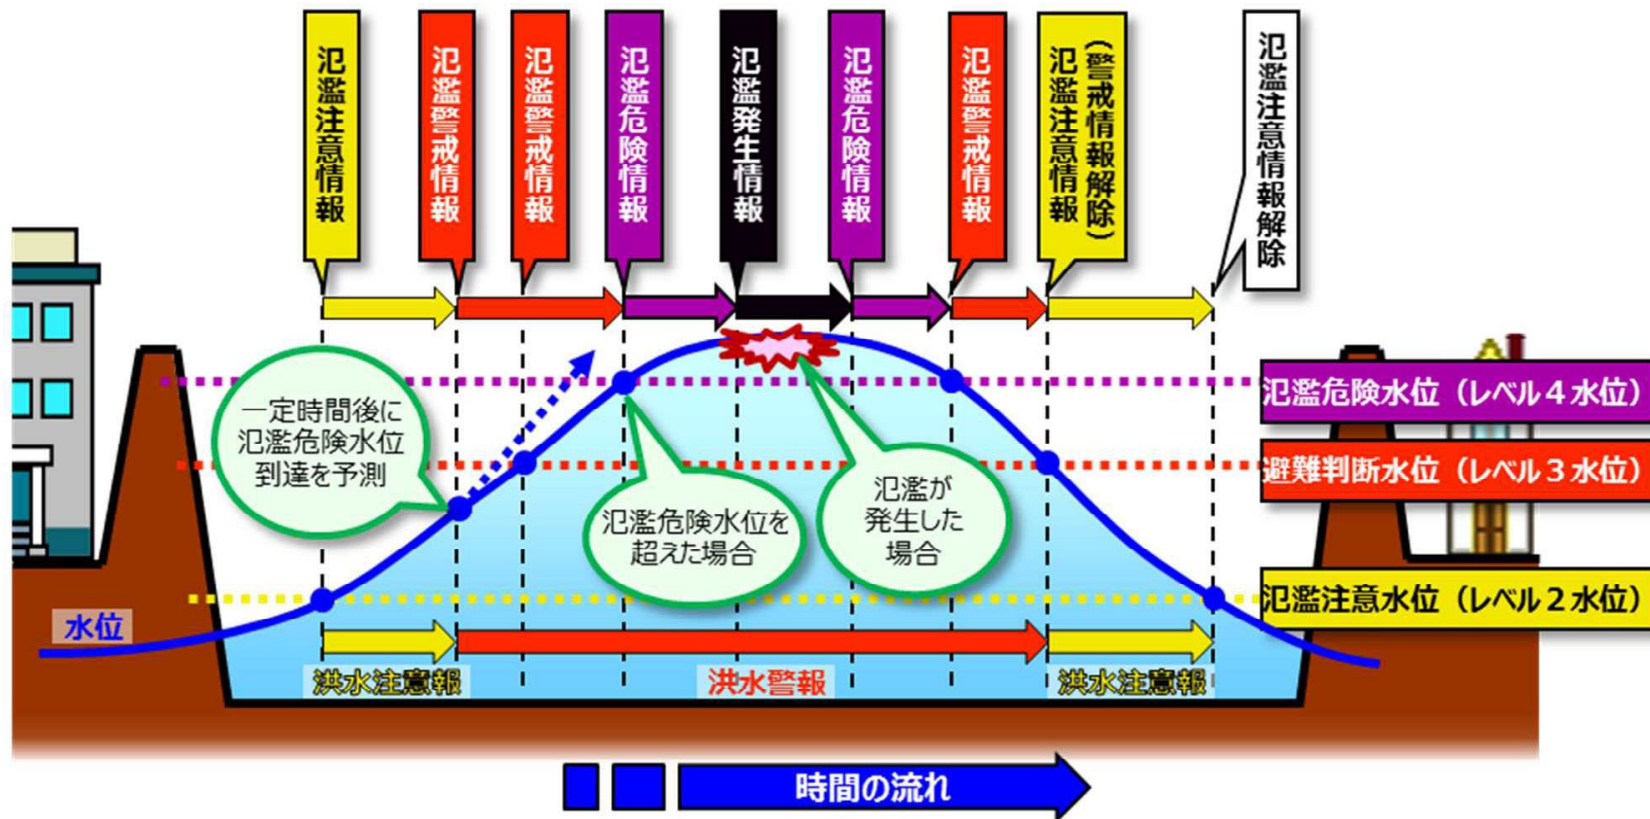 氾濫注意情報
氾濫警戒情報
氾濫警戒情報
氾濫危険情報
氾濫発生情報
氾濫危険情報
氾濫警戒情報
(警戒情報解除)
氾濫注意情報
氾濫注意情報解除
一定時間後に
氾濫危険水位
到達を予測
氾濫危険水位を
超えた場合
氾濫が
発生した
場合
氾濫危険水位(レベル4水位)
避難判断水位(レベル3水位)
氾濫注意水位(レベル2水位)
水位
洪水注意報
洪水警報
洪水注意報
時間の流れ